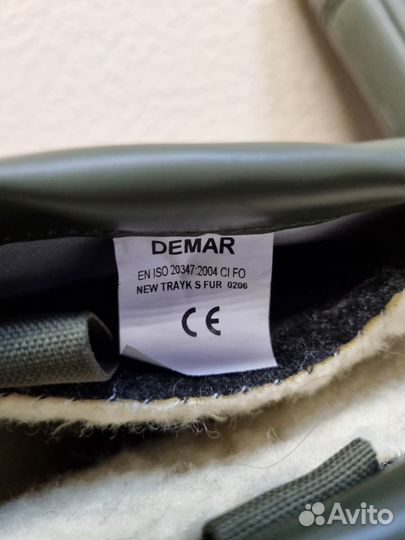 DEMAR
EN ISO 20347:2004 CI FO
NEW TRAYK S FUR 0206
CE
Avito